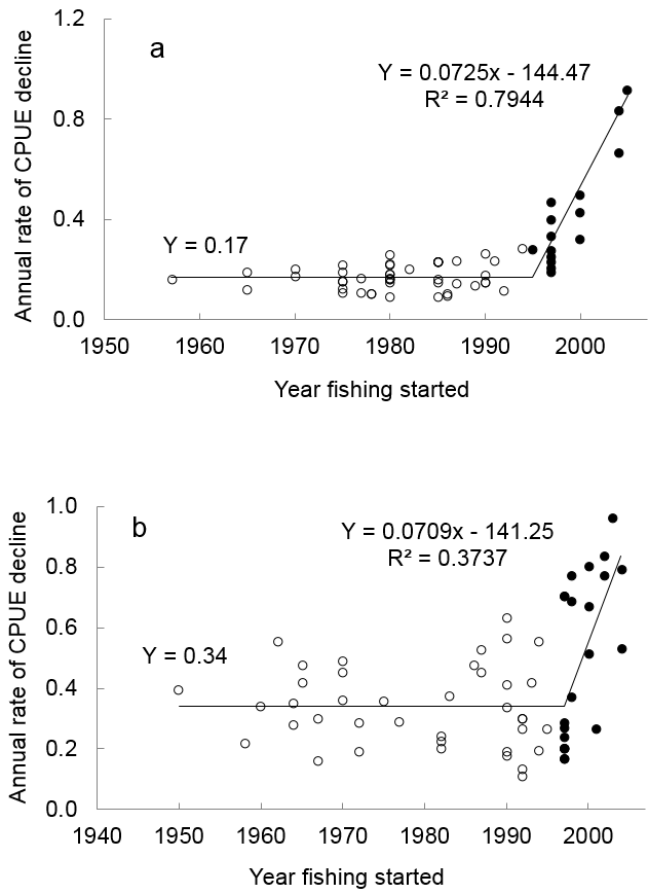 a
Y = 0.0725x - 144.47
R² = 0.7944
Y = 0.17
Annual rate of CPUE decline
1.2
0.8
0.4
0.0
1950 1960 1970 1980 1990 2000
Year fishing started
b
Y = 0.0709x - 141.25
R² = 0.3737
Y = 0.34
Annual rate of CPUE decline
1.0
0.8
0.6
0.4
0.2
0.0
1940 1950 1960 1970 1980 1990 2000
Year fishing started